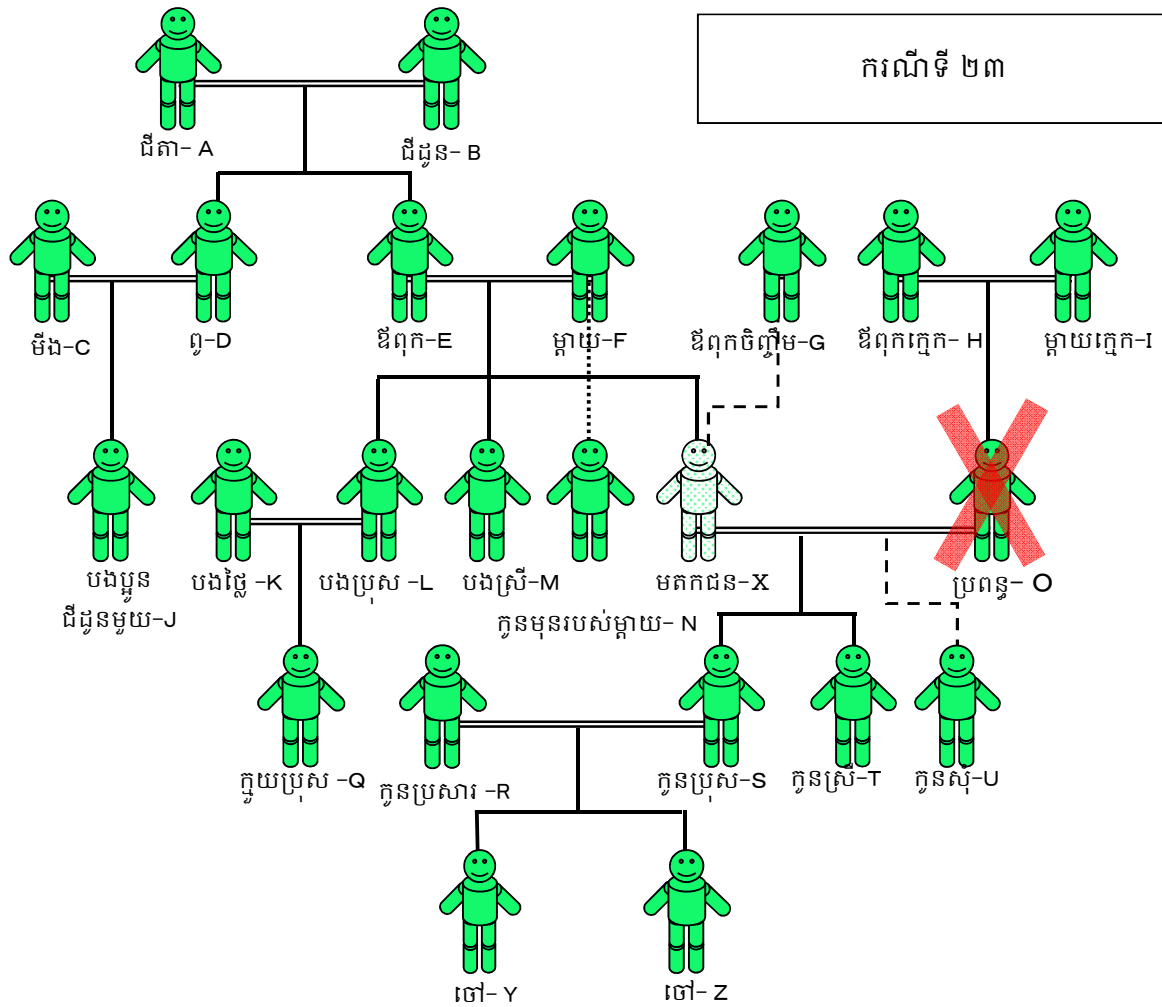 ករណីទី ២៣
ជីតា- A
ជីដូន- B
មីង-C
ពូ-D
ឪពុក-E
ម្តាយ-F
ឪពុកចិញ្ចឹម-G
ឪពុកក្មេក- H
ម្តាយក្មេក-I
បងប្អូន
ជីដូនមួយ-J
បងថ្លៃ -K
បងប្រុស -L
បងស្រី-M
កូនមុនរបស់ម្តាយ- N
មតកជន-X
ប្រពន្ធ- O
ក្មួយប្រុស -Q
កូនប្រសារ -R
កូនប្រុស-S
កូនស្រី-T
កូនសុំ-U
ចៅ- Y
ចៅ- Z